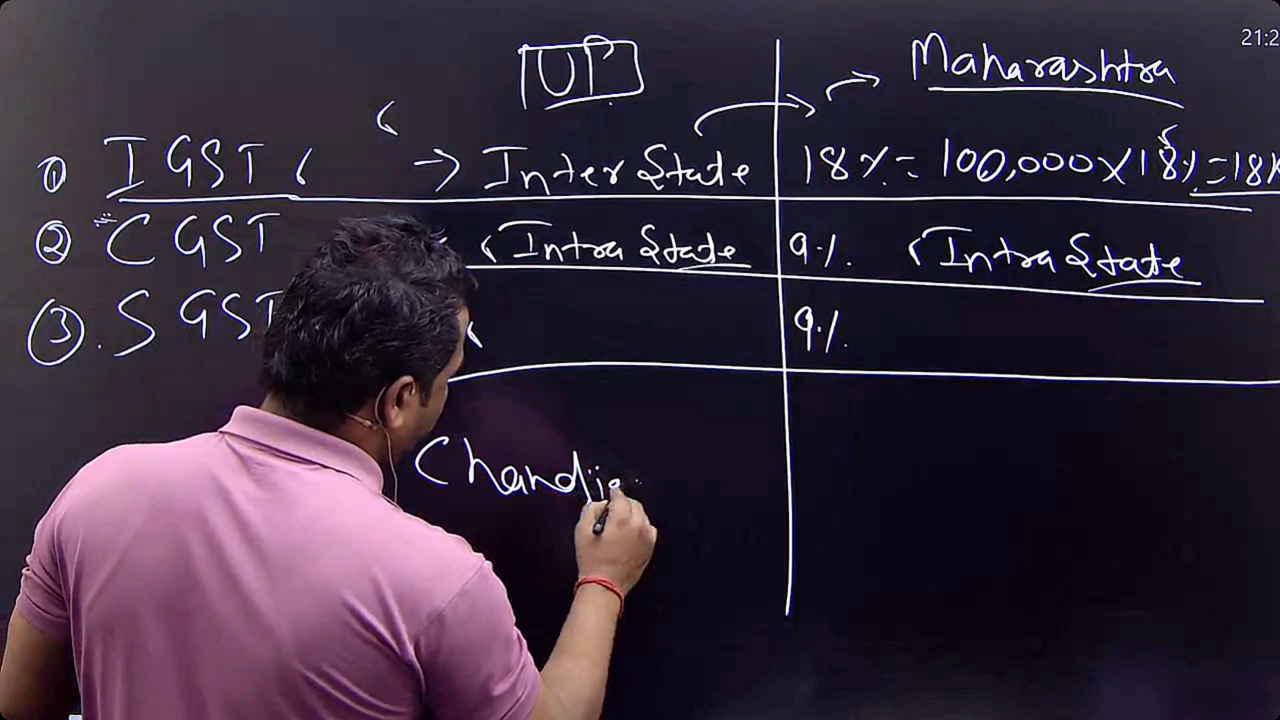 21:2
UP Maharashtra
① IGST → Inter State 18% = 100,000 × 18% = 18K
② CGST Intra State 9%. Intra State
③. SGST 9%.
Chandi